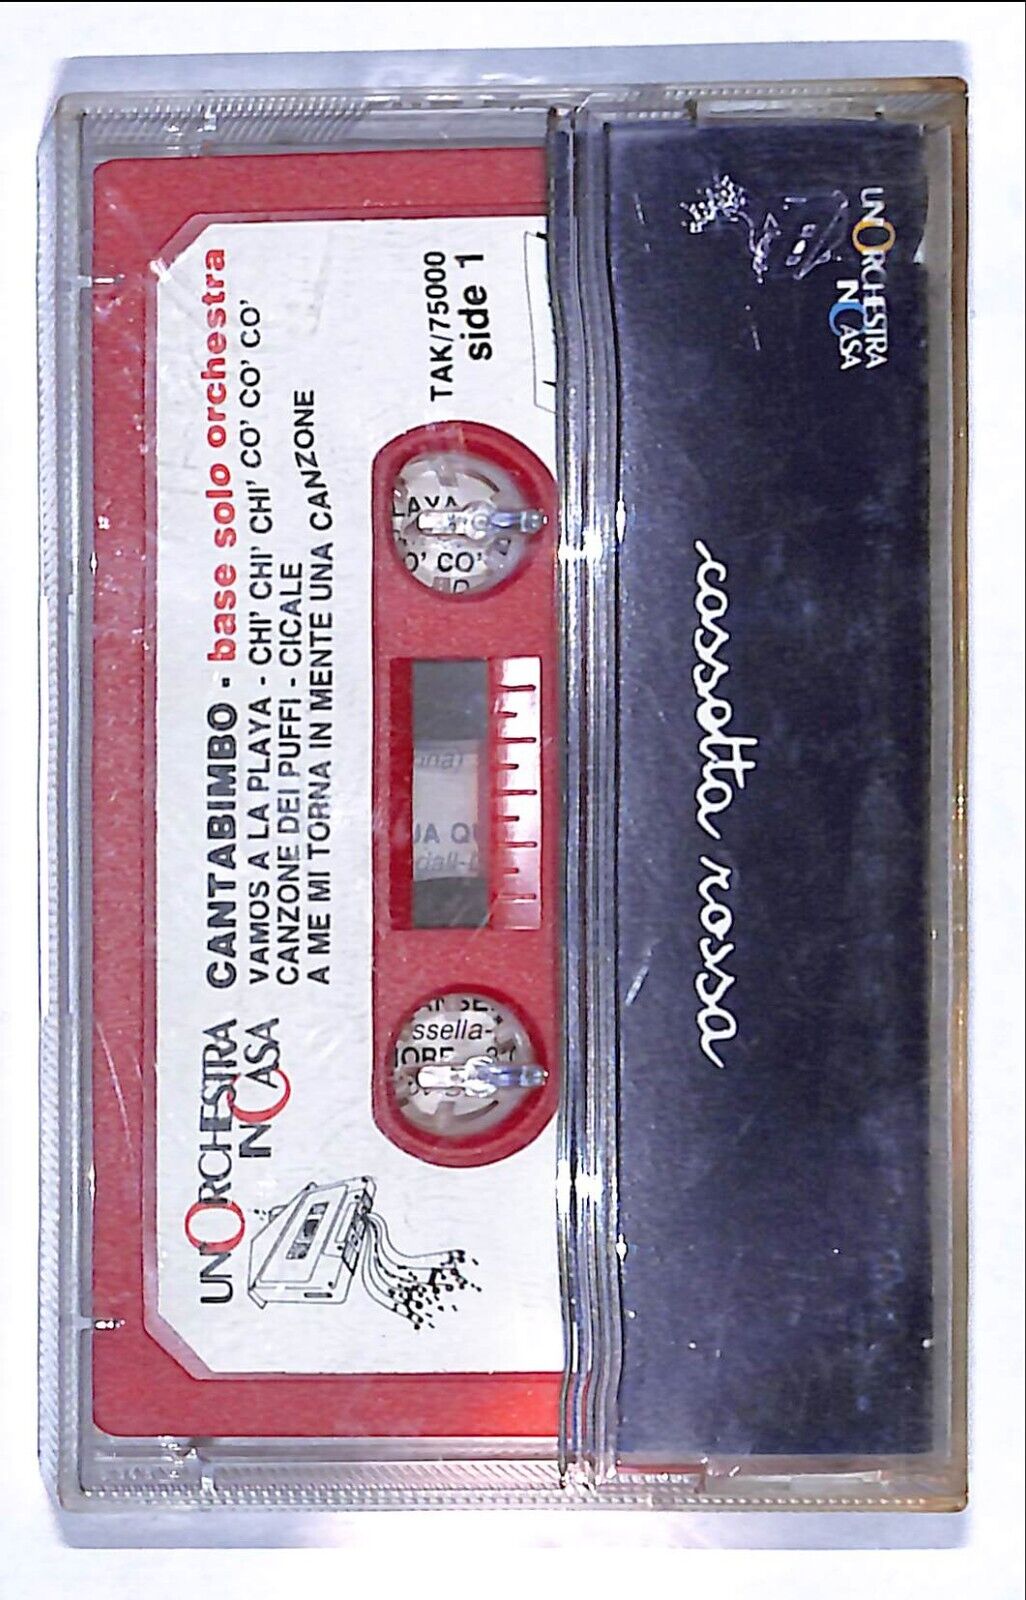 UN'ORCHESTRA
IN CASA
CANTABIMBO - base solo orchestra
VAMOS A LA PLAYA - CHI' CHI' CHI' CO' CO' CO'
CANZONE DEI PUFFI - CICALE
A ME MI TORNA IN MENTE UNA CANZONE
TAK/75000
side 1
O' CO'
ssella-
cassetta rossa
UN'ORCHESTRA
IN CASA